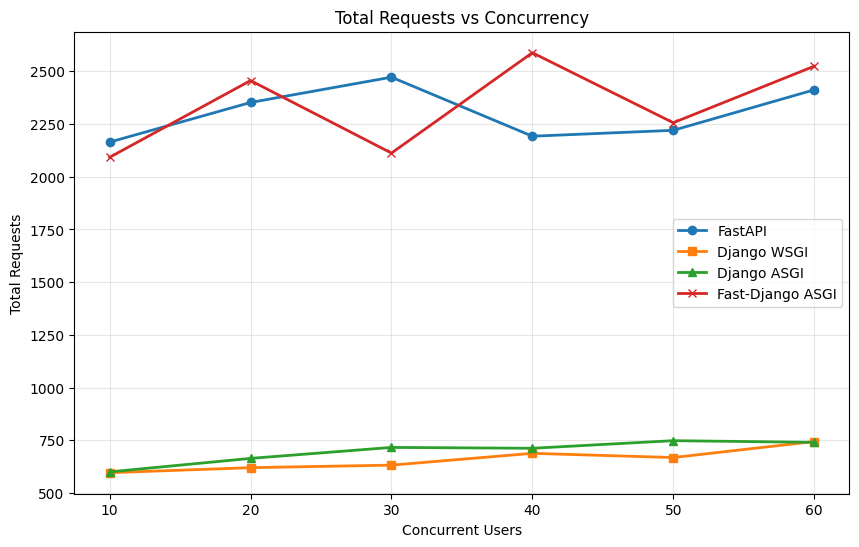 Total Requests vs Concurrency
Total Requests
2500
2250
2000
1750
1500
1250
1000
750
500
FastAPI
Django WSGI
Django ASGI
Fast-Django ASGI
10 20 30 40 50 60
Concurrent Users